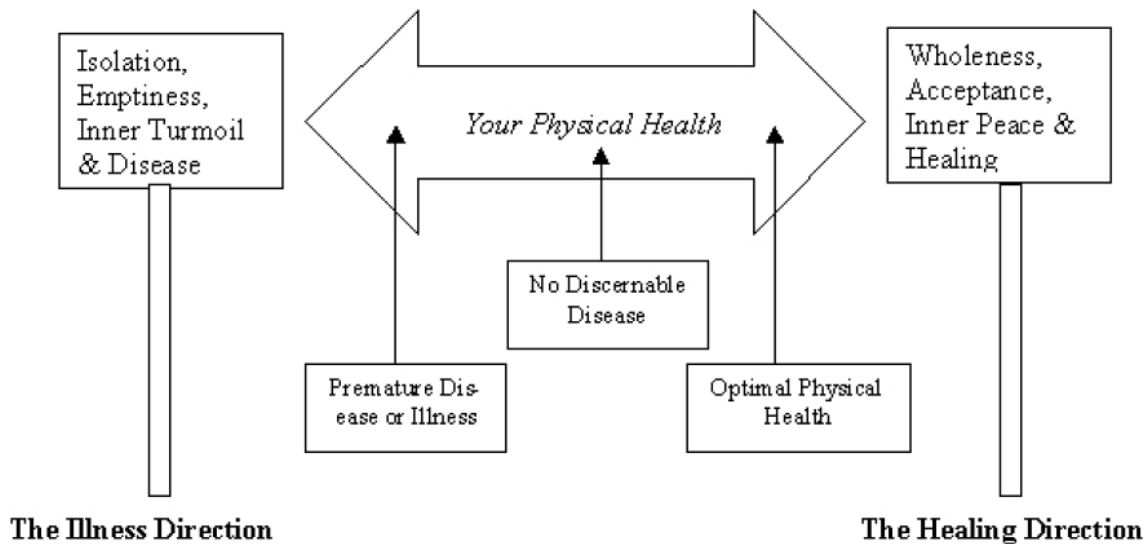 Isolation,
Emptiness,
Inner Turmoil
& Disease
Your Physical Health
Wholeness,
Acceptance,
Inner Peace &
Healing
No Discernable
Disease
Premature Dis-
ease or Illness
Optimal Physical
Health
The Illness Direction
The Healing Direction